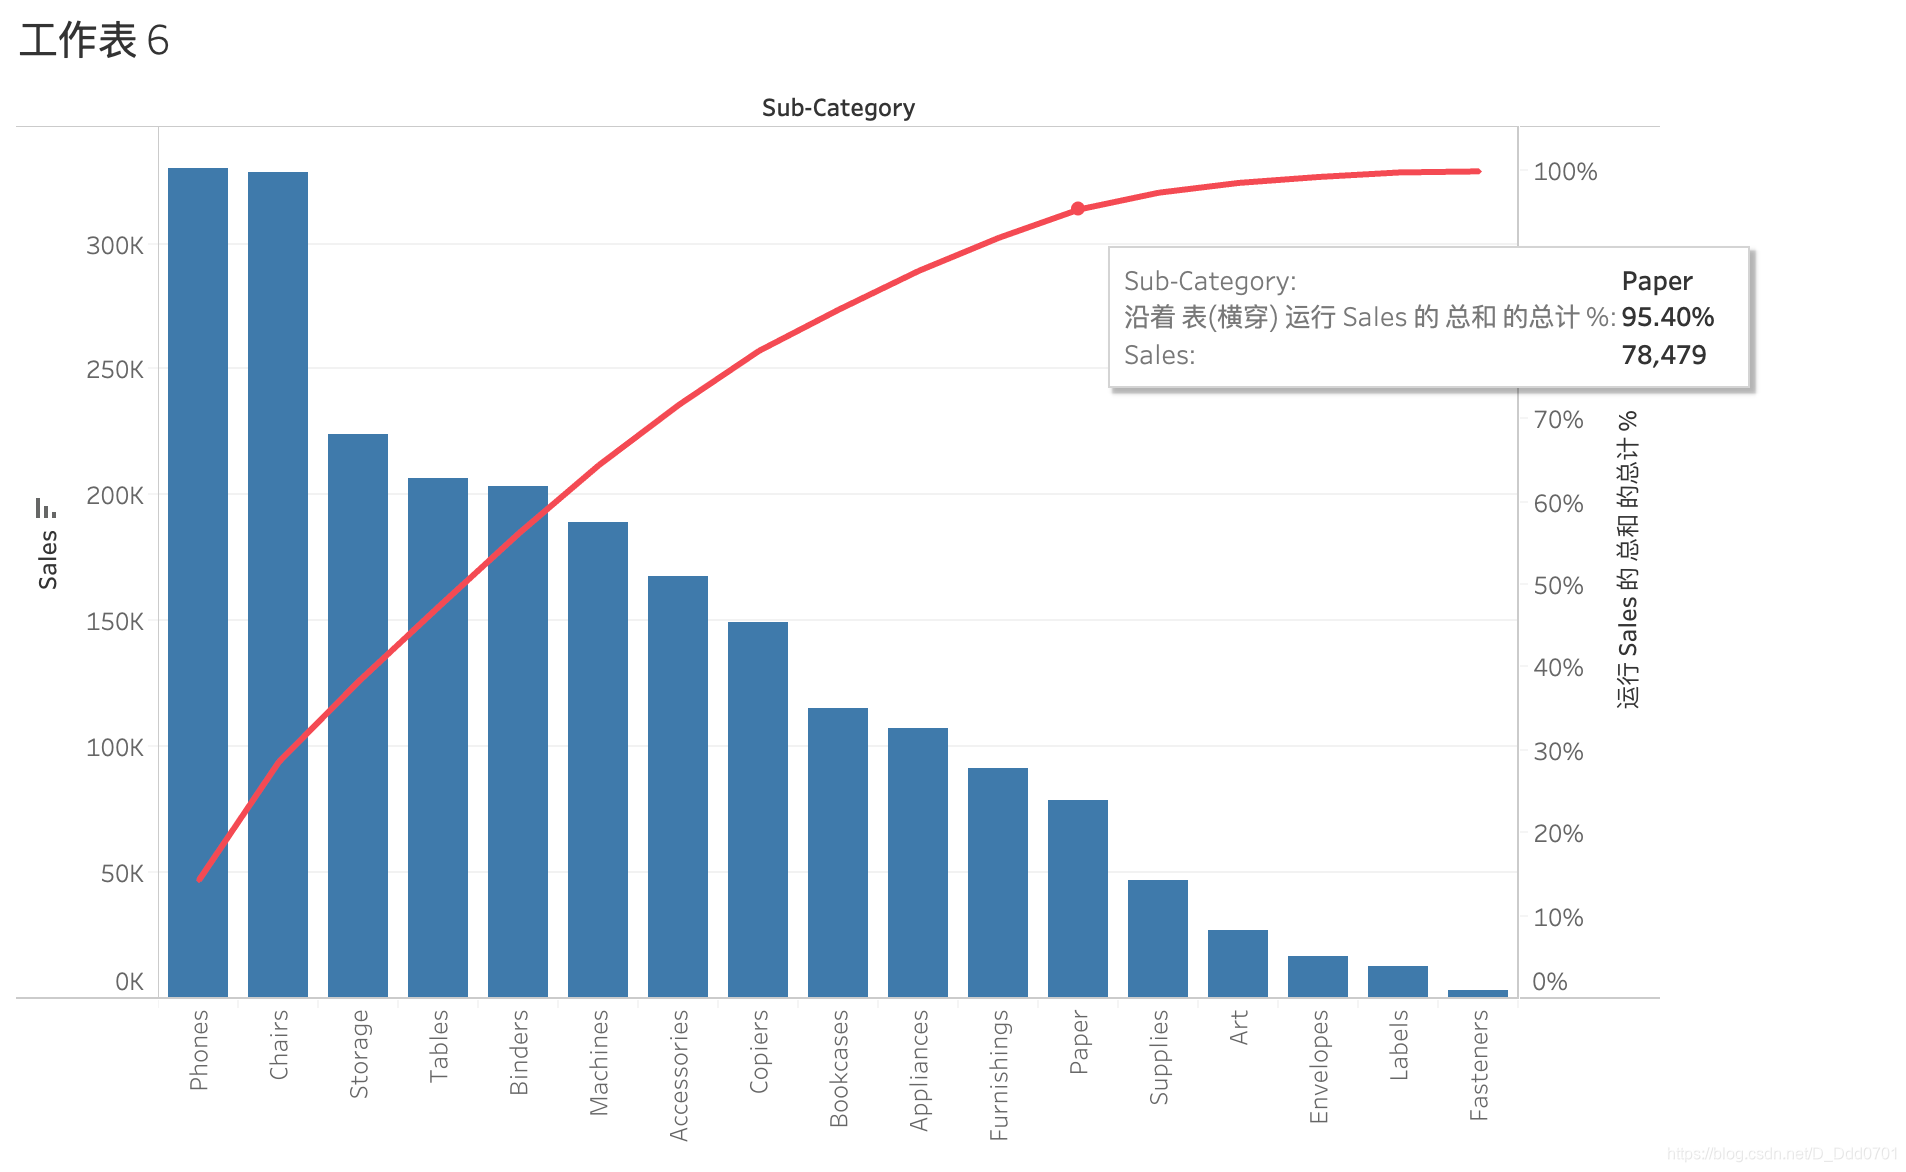 工作表 6
Sub-Category
300K
250K
200K
150K
100K
50K
0K
Sales
100%
70%
60%
50%
40%
30%
20%
10%
0%
运行 Sales 的 总和 的总计 %
Sub-Category: Paper
沿着 表(横穿) 运行 Sales 的 总和 的总计 %: 95.40%
Sales: 78,479
Phones
Chairs
Storage
Tables
Binders
Machines
Accessories
Copiers
Bookcases
Appliances
Furnishings
Paper
Supplies
Art
Envelopes
Labels
Fasteners
https://blog.csdn.net/D_Ddd0701